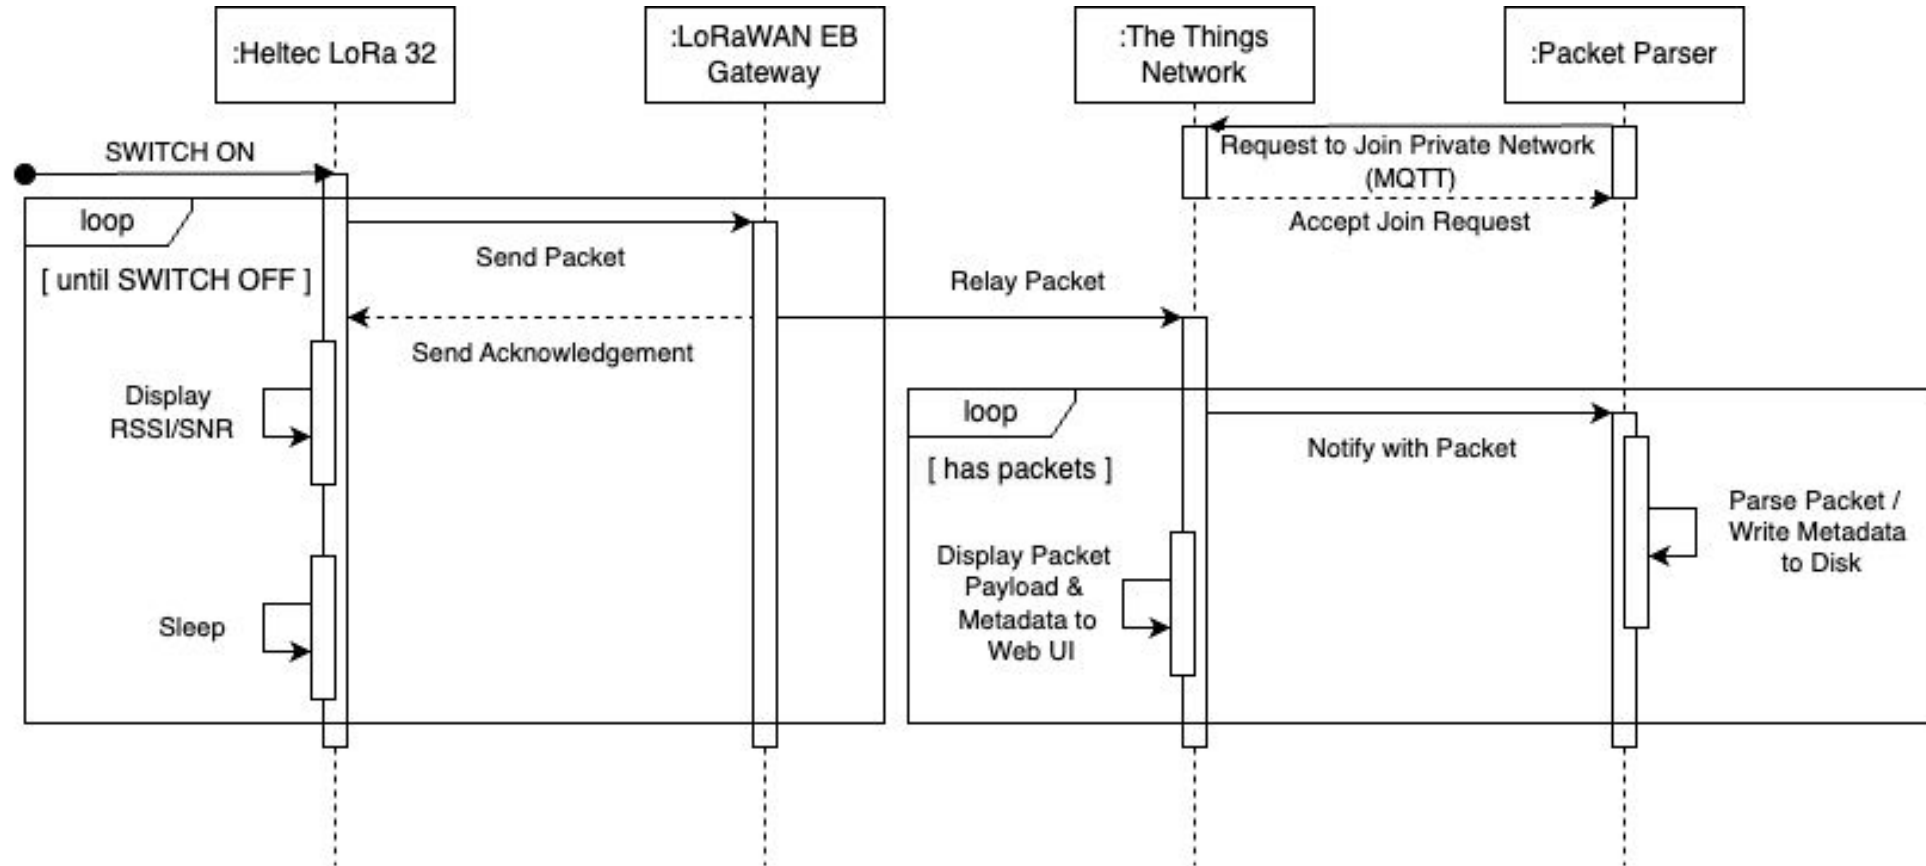 :Heltec LoRa 32
:LoRaWAN EB
Gateway
:The Things
Network
:Packet Parser
SWITCH ON
Request to Join Private Network
(MQTT)
Accept Join Request
loop
[ until SWITCH OFF ]
Send Packet
Relay Packet
Send Acknowledgement
Display
RSSI/SNR
loop
[ has packets ]
Notify with Packet
Parse Packet /
Write Metadata
to Disk
Display Packet
Payload &
Metadata to
Web UI
Sleep